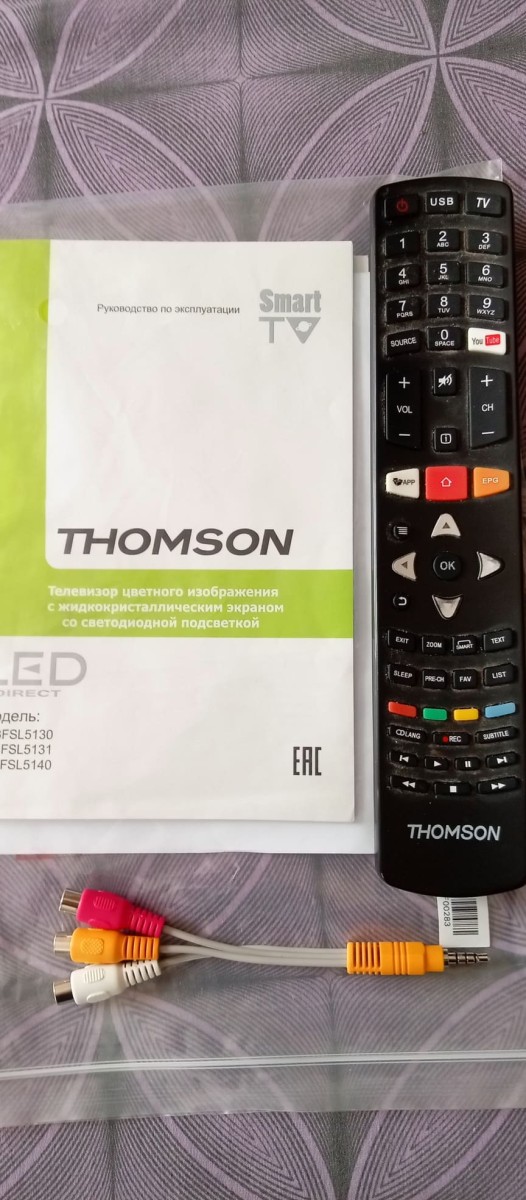 Руководство по эксплуатации
Smart
TV
THOMSON
Телевизор цветного изображения
с жидкокристаллическим экраном
со светодиодной подсветкой
LED
DIRECT
одель:
FSL5130
FSL5131
FSL5140
EAC
USB TV
1 2 ABC 3 DEF
4 GHI 5 JKL 6 MNO
7 PQRS 8 TUV 9 WXYZ
SOURCE 0 SPACE YouTube
+ +
VOL CH
− −
APP EPG
OK
EXIT ZOOM SMART TEXT
SLEEP PRE-CH FAV LIST
LANG REC SUBTITLE
THOMSON
00283